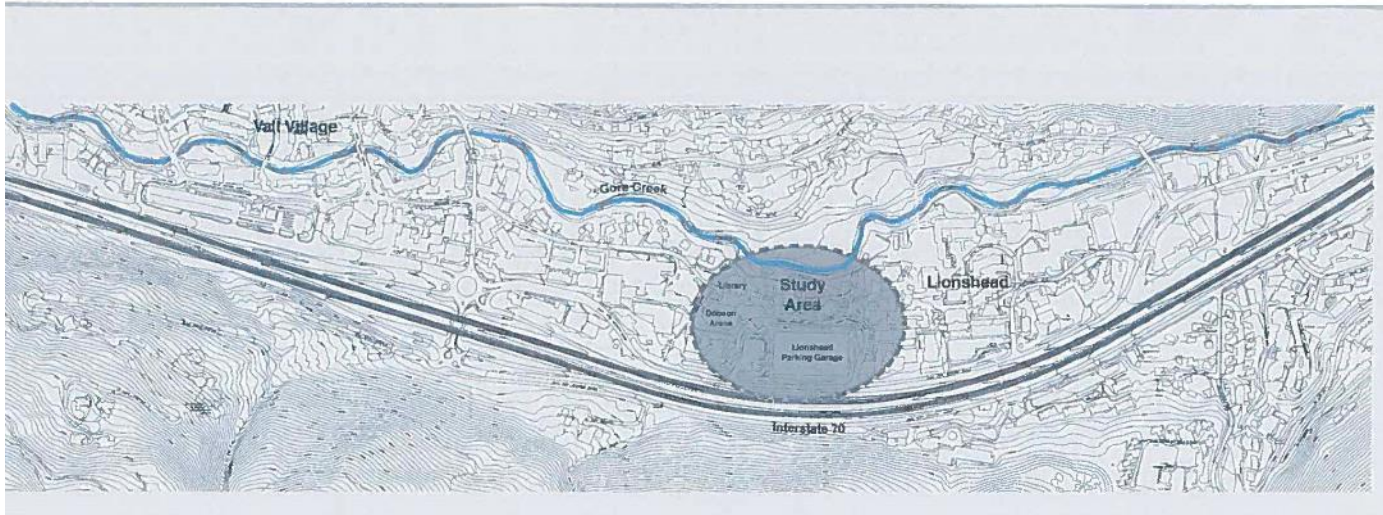 Vail Village
Gore Creek
Library
Study
Area
Lionshead
Dobson
Arena
Lionshead
Parking Garage
Interstate 70